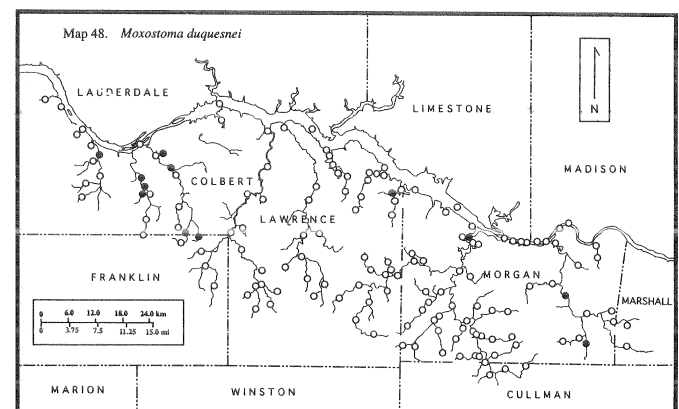 Map 48. Moxostoma duquesnei
LAUDERDALE
LIMESTONE
N
MADISON
COLBERT
LAWRENCE
FRANKLIN
MORGAN
MARSHALL
0 6.0 12.0 18.0 24.0 km
0 3.75 7.5 11.25 15.0 mi
MARION
WINSTON
CULLMAN